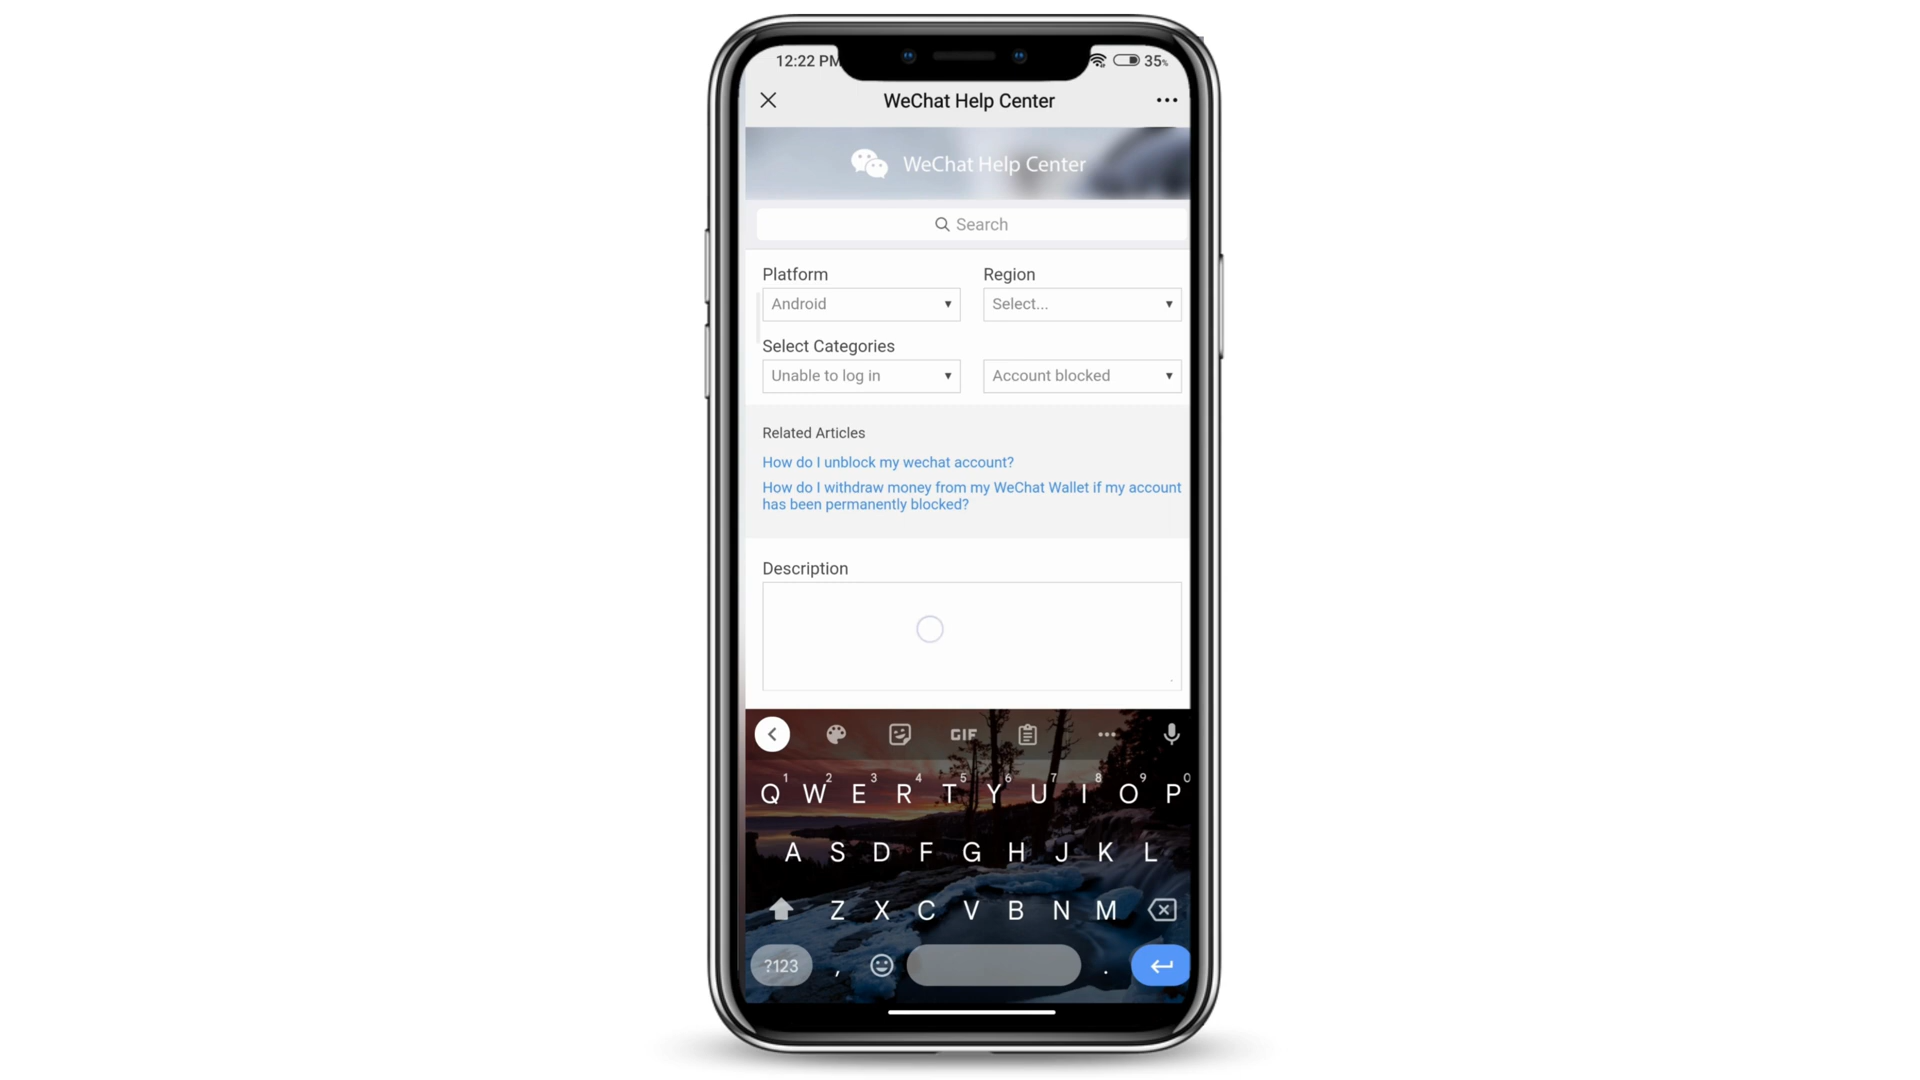 12:22 PM
35%
WeChat Help Center
WeChat Help Center
Search
Platform
Region
Android
Select...
Select Categories
Unable to log in
Account blocked
Related Articles
How do I unblock my wechat account?
How do I withdraw money from my WeChat Wallet if my account
has been permanently blocked?
Description
GIF
1 2 3 4 5 6 7 8 9 0
Q W E R T Y U I O P
A S D F G H J K L
Z X C V B N M
?123 , .